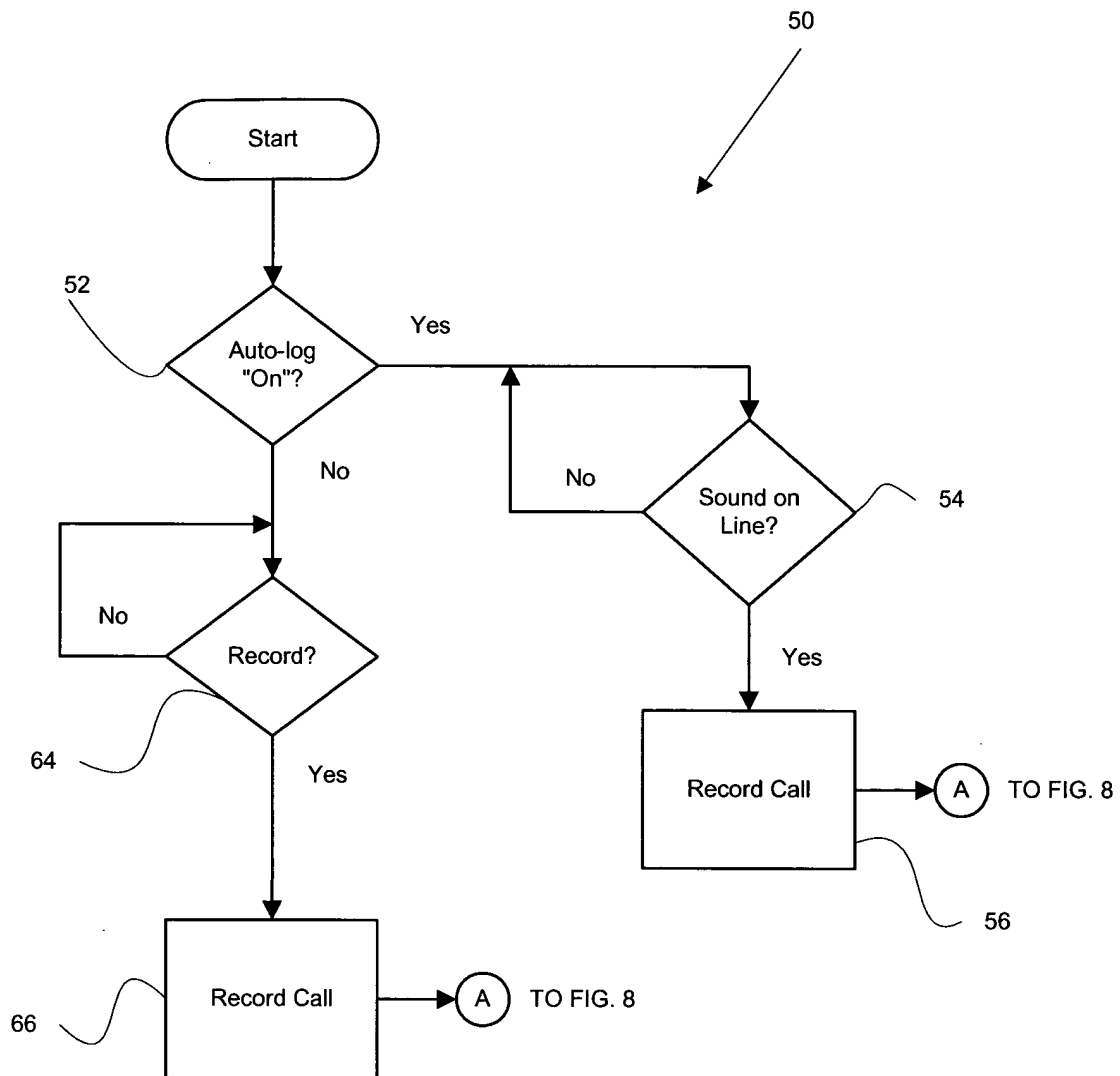 50
Start
52
Auto-log
"On"?
Yes
No
No
Sound on
Line?
54
No
Record?
64
Yes
Yes
Record Call
A
TO FIG. 8
56
Record Call
A
TO FIG. 8
66